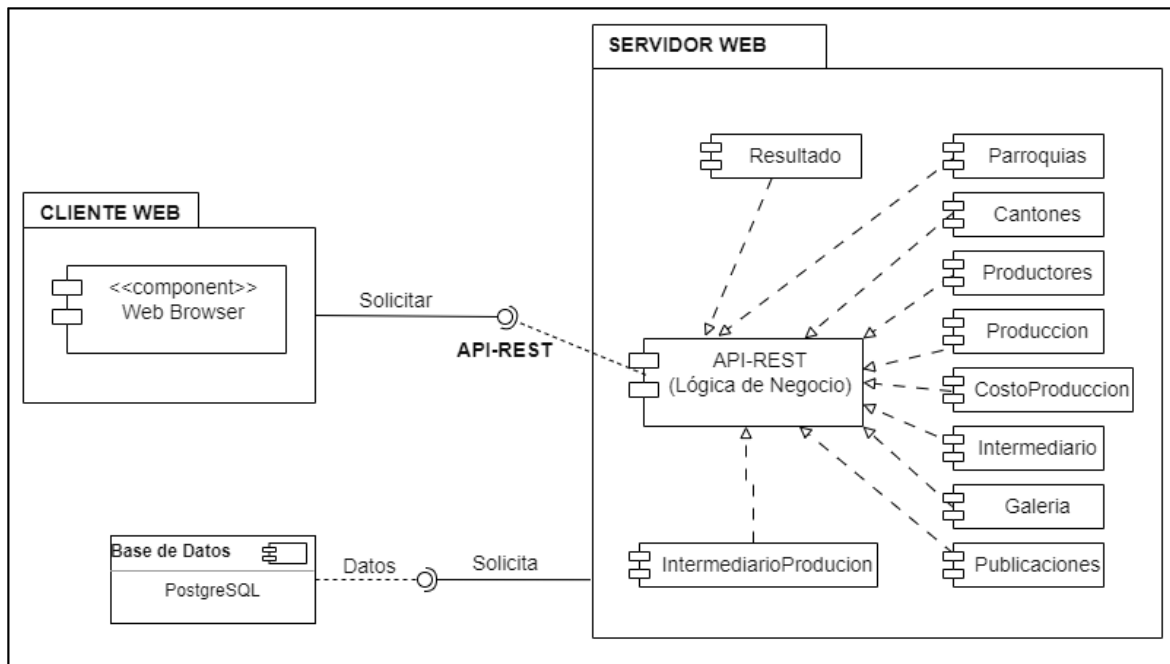 SERVIDOR WEB
Resultado
Parroquias
CLIENTE WEB
Cantones
<<component>>
Web Browser
Productores
Solicitar
Produccion
API-REST
API-REST
(Lógica de Negocio)
CostoProduccion
Intermediario
Galeria
Base de Datos
PostgreSQL
Datos
Solicita
IntermediarioProducion
Publicaciones